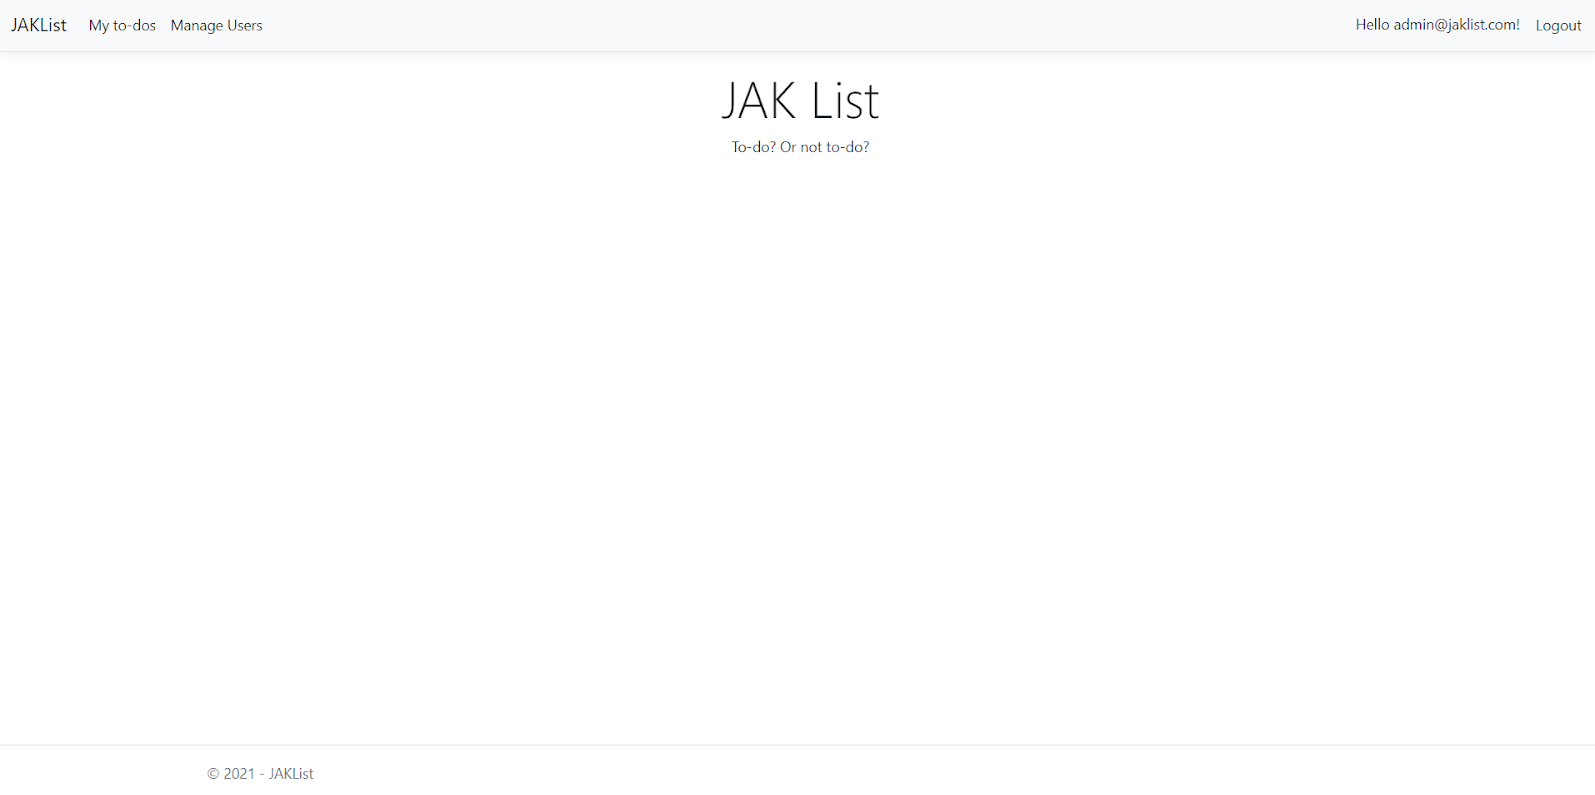 JAKList My to-dos Manage Users Hello admin@jaklist.com! Logout
JAK List
To-do? Or not to-do?
© 2021 - JAKList